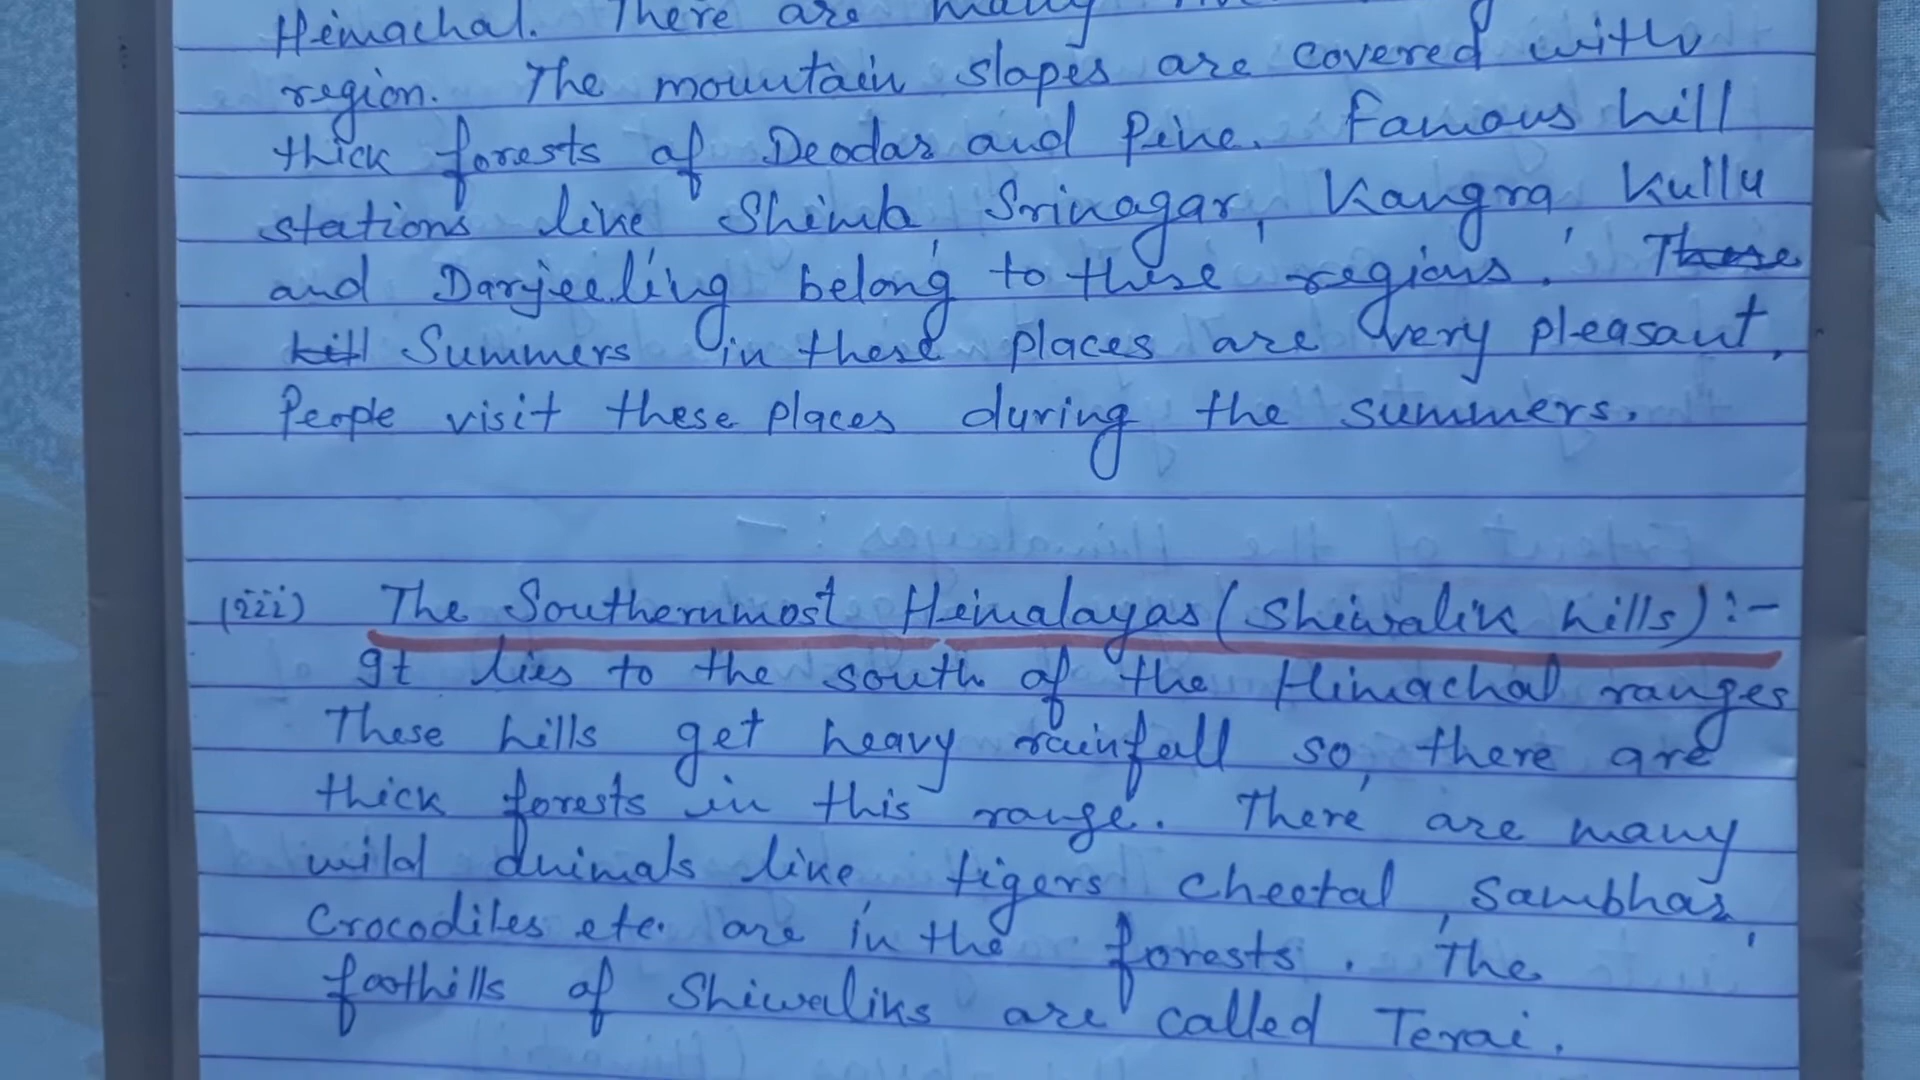 Himachal. There are many
region. The mountain slopes are covered with
thick forests of Deodar and Pine. Famous hill
stations like Shimla, Srinagar, Kangra, Kullu
and Darjeeling belong to these regions. These
hill Summers in these places are very pleasant.
People visit these places during the summers.
(iii) The Southernmost Himalayas (Shiwalik hills) :-
It lies to the south of the Himachal ranges
These hills get heavy rainfall so, there are
thick forests in this range. There are many
wild animals like, tigers cheetal, Sambhar,
Crocodiles etc. are in the forests. The
foothills of Shiwaliks are called Terai.